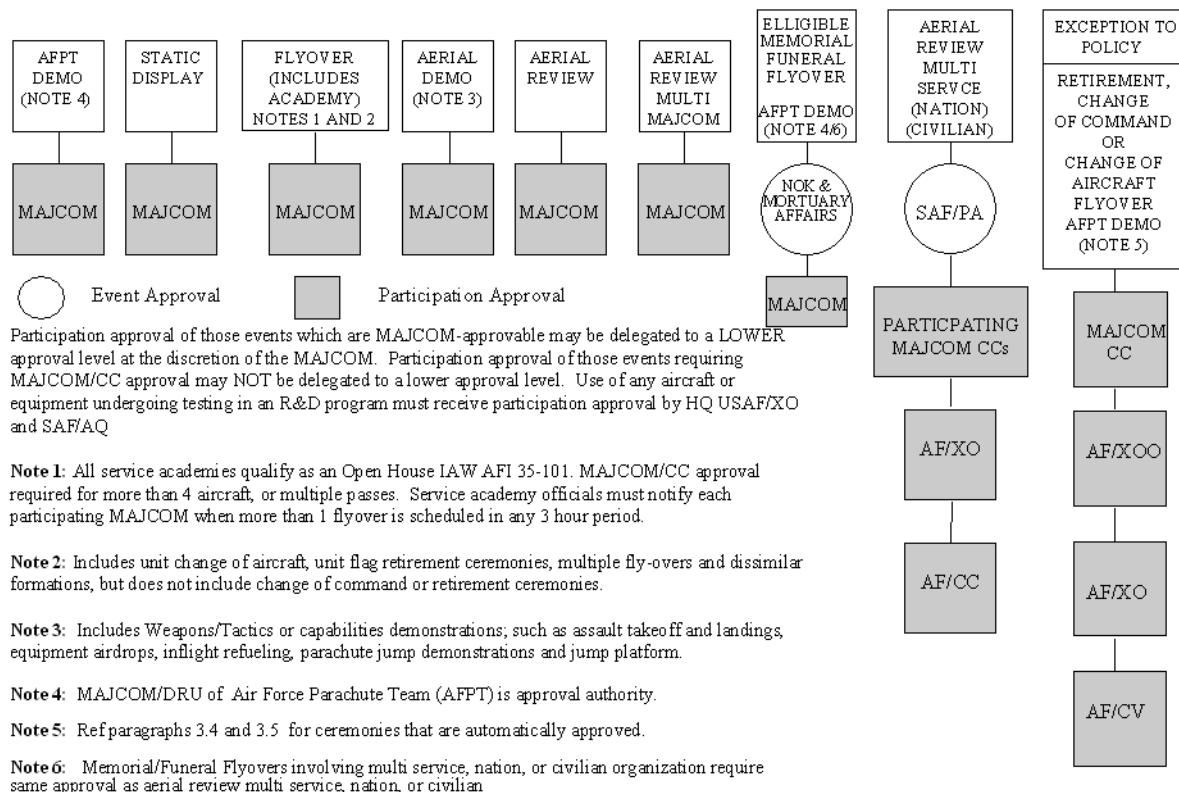 AFPT
DEMO
(NOTE 4)
MAJCOM
STATIC
DISPLAY
MAJCOM
FLYOVER
(INCLUDES
ACADEMY)
NOTES 1 AND 2
MAJCOM
AERIAL
DEMO
(NOTE 3)
MAJCOM
AERIAL
REVIEW
MAJCOM
AERIAL
REVIEW
MULTI
MAJCOM
MAJCOM
ELLIGIBLE
MEMORIAL
FUNERAL
FLYOVER
AFPT DEMO
(NOTE 4/6)
NOK &
MORTUARY
AFFAIRS
MAJCOM
AERIAL
REVIEW
MULTI
SERVCE
(NATION)
(CIVILIAN)
SAF/PA
PARTICPATING
MAJCOM CCs
AF/XO
AF/CC
EXCEPTION TO
POLICY
RETIREMENT,
CHANGE
OF COMMAND
OR
CHANGE OF
AIRCRAFT
FLYOVER
AFPT DEMO
(NOTE 5)
MAJCOM
CC
AF/XOO
AF/XO
AF/CV
Event Approval
Participation Approval
Participation approval of those events which are MAJCOM-approvable may be delegated to a LOWER
approval level at the discretion of the MAJCOM. Participation approval of those events requiring
MAJCOM/CC approval may NOT be delegated to a lower approval level. Use of any aircraft or
equipment undergoing testing in an R&D program must receive participation approval by HQ USAF/XO
and SAF/AQ
Note 1: All service academies qualify as an Open House IAW AFI 35-101. MAJCOM/CC approval
required for more than 4 aircraft, or multiple passes. Service academy officials must notify each
participating MAJCOM when more than 1 flyover is scheduled in any 3 hour period.
Note 2: Includes unit change of aircraft, unit flag retirement ceremonies, multiple fly-overs and dissimilar
formations, but does not include change of command or retirement ceremonies.
Note 3: Includes Weapons/Tactics or capabilities demonstrations; such as assault takeoff and landings,
equipment airdrops, inflight refueling, parachute jump demonstrations and jump platform.
Note 4: MAJCOM/DRU of Air Force Parachute Team (AFPT) is approval authority.
Note 5: Ref paragraphs 3.4 and 3.5 for ceremonies that are automatically approved.
Note 6: Memorial/Funeral Flyovers involving multi service, nation, or civilian organization require
same approval as aerial review multi service, nation, or civilian